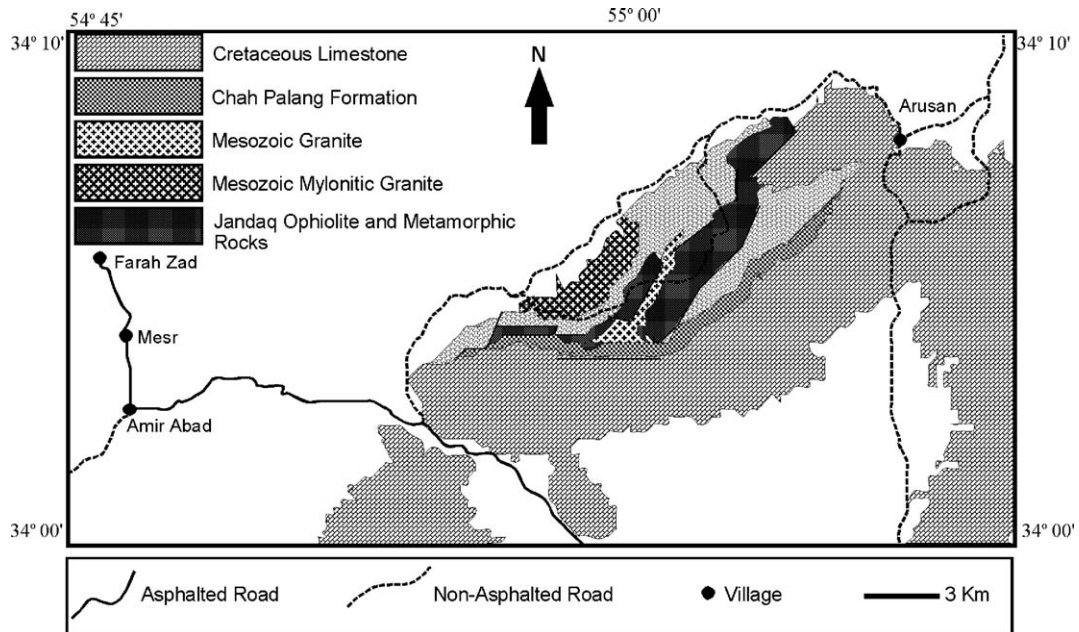 54º 45'
55º 00'
34º 10'
34º 10'
Cretaceous Limestone
Chah Palang Formation
Mesozoic Granite
Mesozoic Mylonitic Granite
Jandaq Ophiolite and Metamorphic
Rocks
N
Arusan
Farah Zad
Mesr
Amir Abad
34º 00'
34º 00'
Asphalted Road
Non-Asphalted Road
Village
3 Km